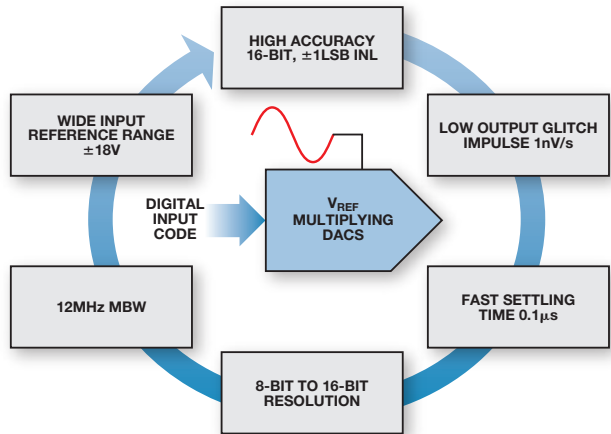 HIGH ACCURACY
16-BIT, ±1LSB INL
WIDE INPUT
REFERENCE RANGE
±18V
LOW OUTPUT GLITCH
IMPULSE 1nV/s
DIGITAL
INPUT
CODE
VREF
MULTIPLYING
DACS
12MHz MBW
FAST SETTLING
TIME 0.1µs
8-BIT TO 16-BIT
RESOLUTION